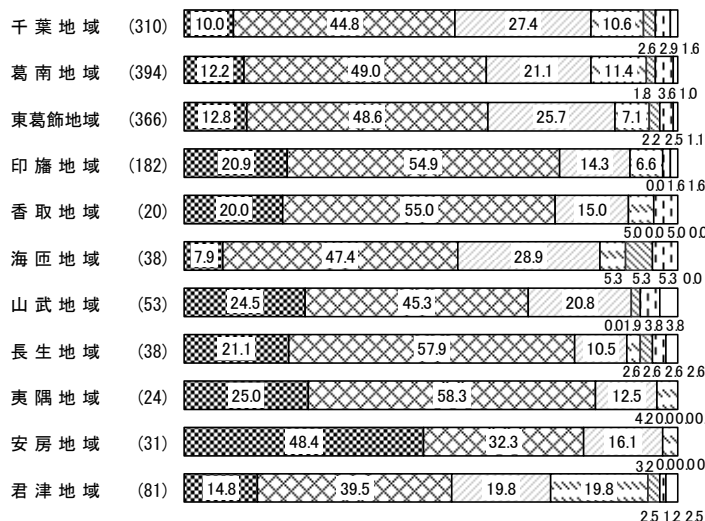 千葉地域 (310) 10.0 44.8 27.4 10.6
2.6 2.9 1.6
葛南地域 (394) 12.2 49.0 21.1 11.4
1.8 3.6 1.0
東葛飾地域 (366) 12.8 48.6 25.7 7.1
2.2 2.5 1.1
印旛地域 (182) 20.9 54.9 14.3 6.6
0.0 1.6 1.6
香取地域 (20) 20.0 55.0 15.0
5.0 0.0 5.0 0.0
海匝地域 (38) 7.9 47.4 28.9
5.3 5.3 5.3 0.0
山武地域 (53) 24.5 45.3 20.8
0.0 1.9 3.8 3.8
長生地域 (38) 21.1 57.9 10.5
2.6 2.6 2.6 2.6
夷隅地域 (24) 25.0 58.3 12.5
4.2 0.0 0.0
安房地域 (31) 48.4 32.3 16.1
3.2 0.0 0.0
君津地域 (81) 14.8 39.5 19.8 19.8
2.5 1.2 2.5